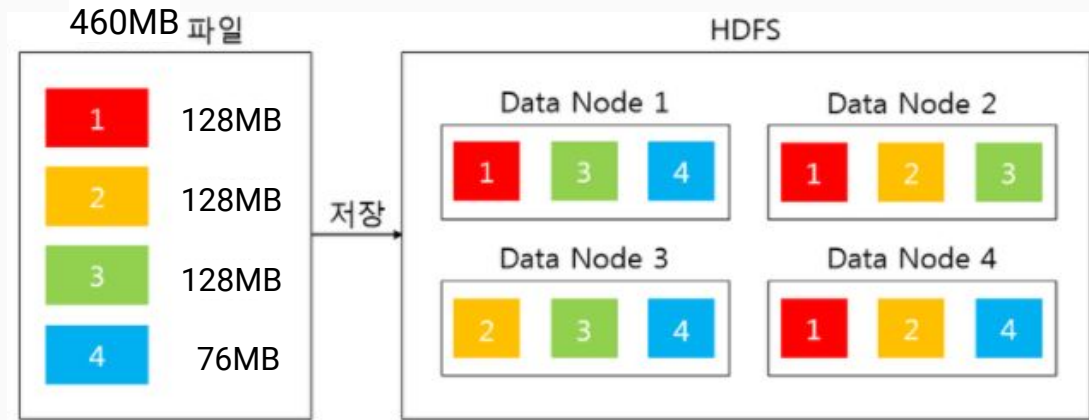 460MB 파일
1 128MB
2 128MB
3 128MB
4 76MB
저장
HDFS
Data Node 1
1 3 4
Data Node 2
1 2 3
Data Node 3
2 3 4
Data Node 4
1 2 4